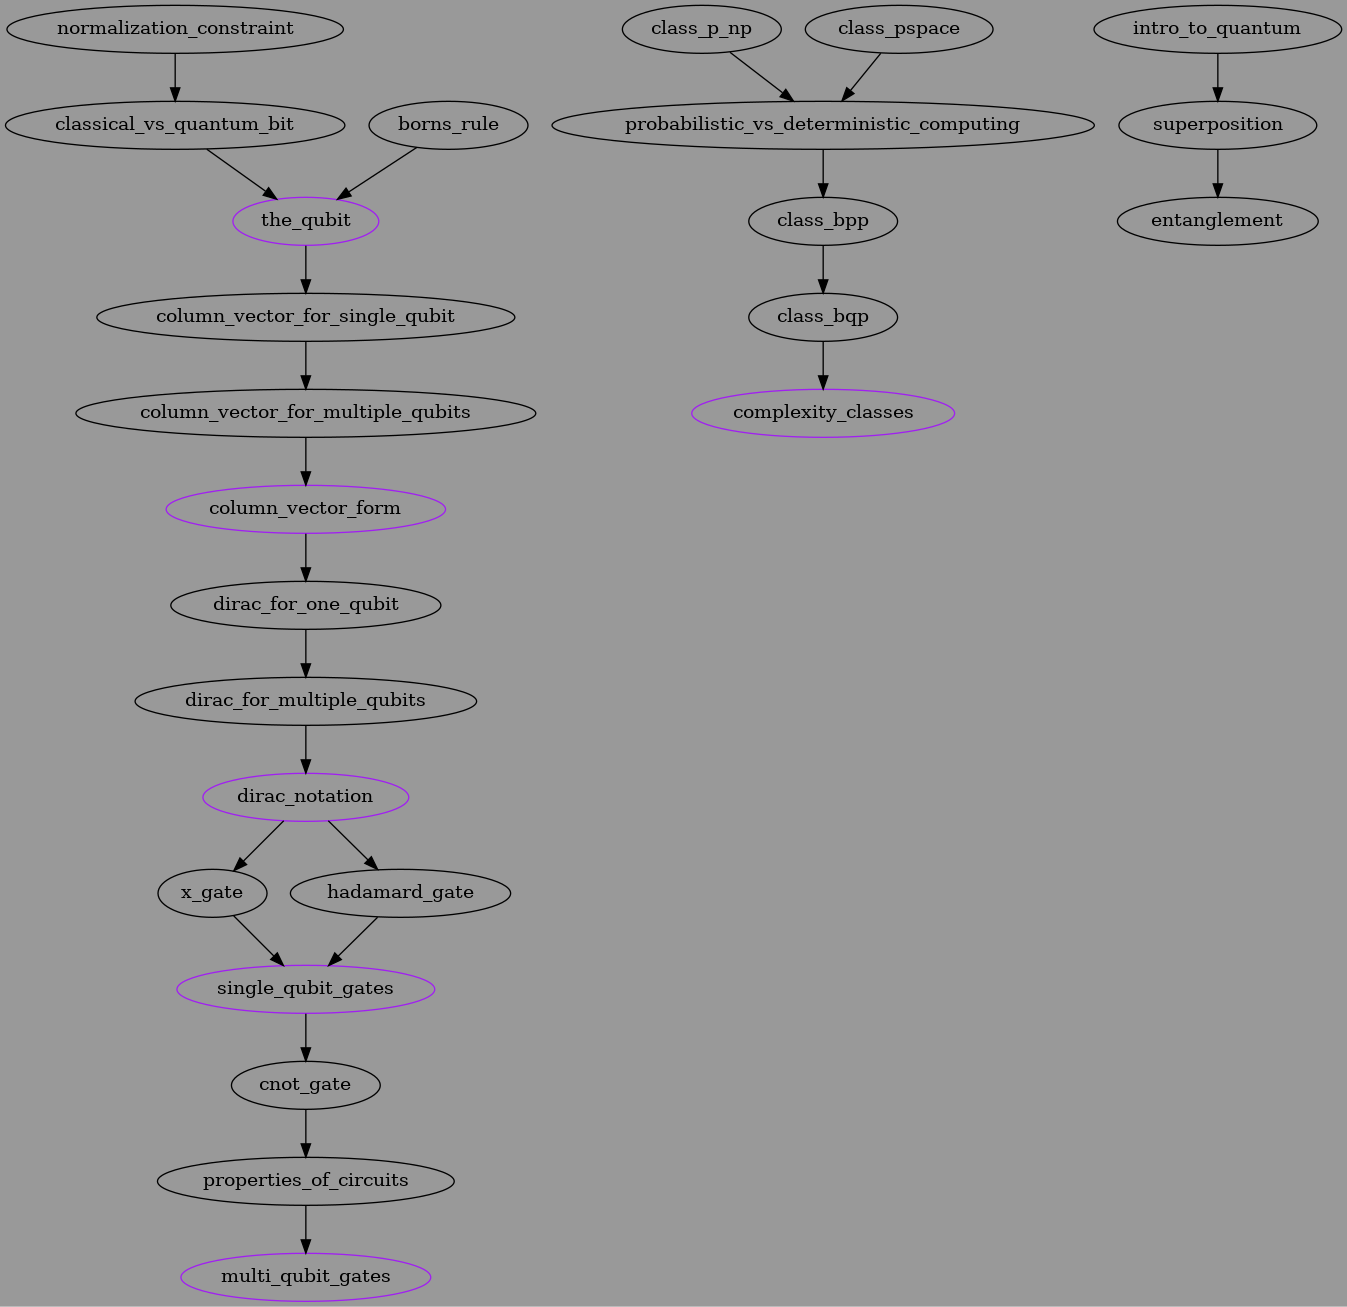 normalization_constraint
class_p_np
class_pspace
intro_to_quantum
classical_vs_quantum_bit
borns_rule
probabilistic_vs_deterministic_computing
superposition
the_qubit
class_bpp
entanglement
column_vector_for_single_qubit
class_bqp
column_vector_for_multiple_qubits
complexity_classes
column_vector_form
dirac_for_one_qubit
dirac_for_multiple_qubits
dirac_notation
x_gate
hadamard_gate
single_qubit_gates
cnot_gate
properties_of_circuits
multi_qubit_gates